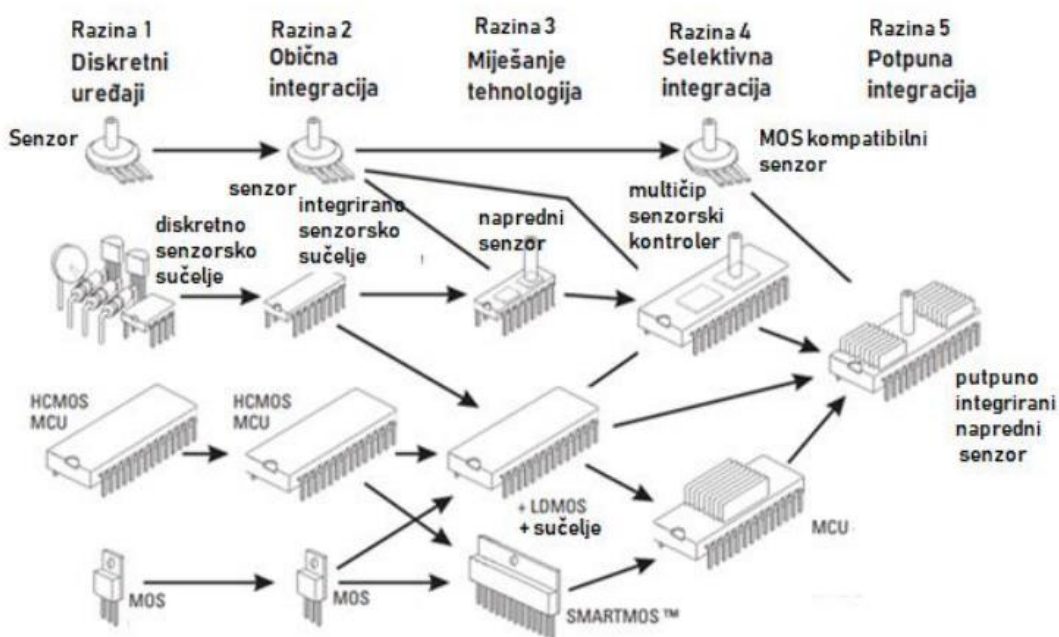 Razina 1
Diskretni
uređaji
Razina 2
Obična
integracija
Razina 3
Miješanje
tehnologija
Razina 4
Selektivna
integracija
Razina 5
Potpuna
integracija
Senzor
senzor
MOS kompatibilni
senzor
diskretno
senzorsko
sučelje
integrirano
senzorsko
sučelje
napredni
senzor
multičip
senzorski
kontroler
HCMOS
MCU
HCMOS
MCU
+ LDMOS
+ sučelje
putpuno
integrirani
napredni
senzor
MCU
MOS
MOS
SMARTMOS ™